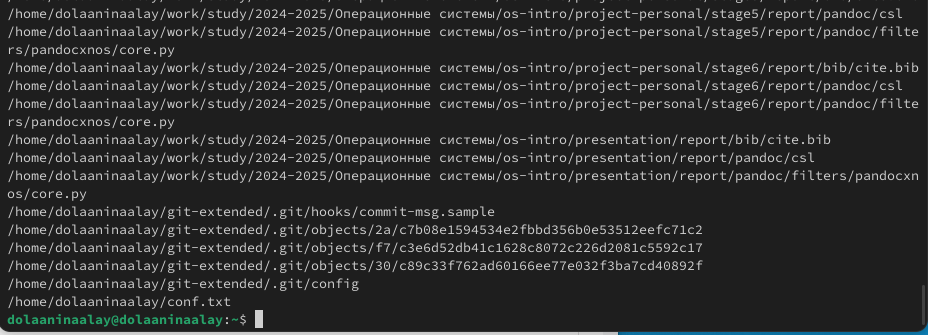 /home/dolaaninaalay/work/study/2024-2025/Операционные системы/os-intro/project-personal/stage5/report/pandoc/csl
/home/dolaaninaalay/work/study/2024-2025/Операционные системы/os-intro/project-personal/stage5/report/pandoc/filte
rs/pandocxnos/core.py
/home/dolaaninaalay/work/study/2024-2025/Операционные системы/os-intro/project-personal/stage6/report/bib/cite.bib
/home/dolaaninaalay/work/study/2024-2025/Операционные системы/os-intro/project-personal/stage6/report/pandoc/csl
/home/dolaaninaalay/work/study/2024-2025/Операционные системы/os-intro/project-personal/stage6/report/pandoc/filte
rs/pandocxnos/core.py
/home/dolaaninaalay/work/study/2024-2025/Операционные системы/os-intro/presentation/report/bib/cite.bib
/home/dolaaninaalay/work/study/2024-2025/Операционные системы/os-intro/presentation/report/pandoc/csl
/home/dolaaninaalay/work/study/2024-2025/Операционные системы/os-intro/presentation/report/pandoc/filters/pandocxn
os/core.py
/home/dolaaninaalay/git-extended/.git/hooks/commit-msg.sample
/home/dolaaninaalay/git-extended/.git/objects/2a/c7b08e1594534e2fbbd356b0e53512eefc71c2
/home/dolaaninaalay/git-extended/.git/objects/f7/c3e6d52db41c1628c8072c226d2081c5592c17
/home/dolaaninaalay/git-extended/.git/objects/30/c89c33f762ad60166ee77e032f3ba7cd40892f
/home/dolaaninaalay/git-extended/.git/config
/home/dolaaninaalay/conf.txt
dolaaninaalay@dolaaninaalay:~$